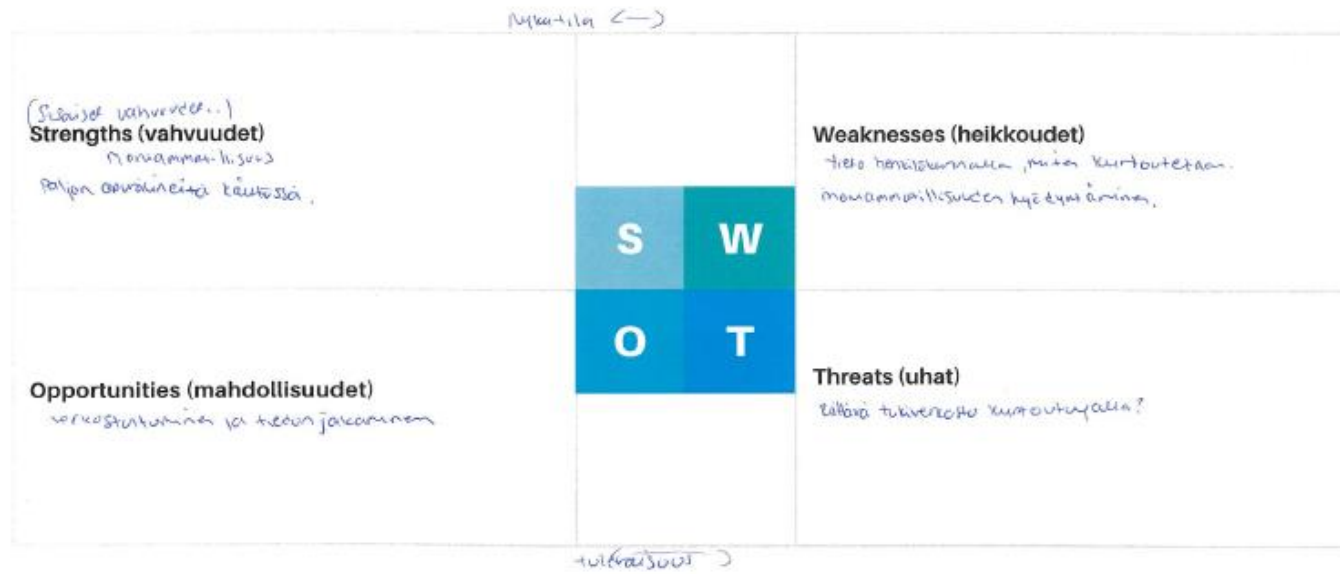 Nykytila <—>
(Sisäiset vahvuudet..)
Strengths (vahvuudet)
Moniammatillisuus
Paljon apuvälineitä käytössä.
Weaknesses (heikkoudet)
tieto henkilökunnalla, miten kuntoutetaan.
moniammatillisuuden hyödyntäminen.
S W
O T
Opportunities (mahdollisuudet)
verkostoituminen ja tiedon jakaminen
Threats (uhat)
Riittävä tukiverkosto kuntoutujalla?
tulevaisuus